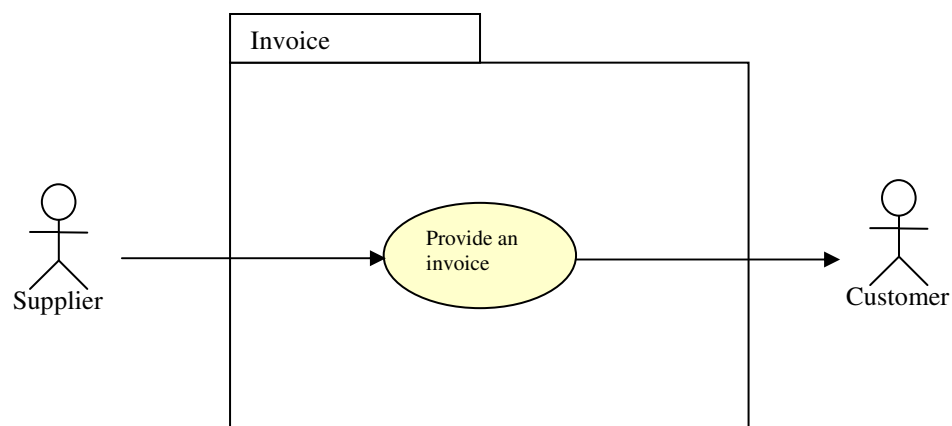 Invoice
Provide an
invoice
Supplier
Customer